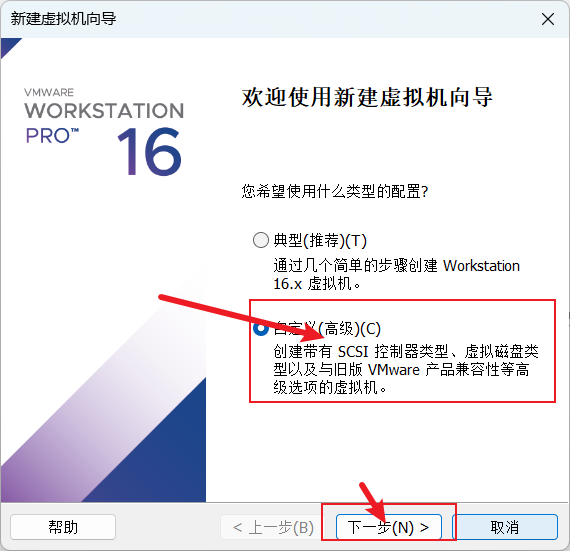 新建虚拟机向导
VMWARE
WORKSTATION
PRO™
16
欢迎使用新建虚拟机向导
您希望使用什么类型的配置?
典型(推荐)(T)
通过几个简单的步骤创建 Workstation
16.x 虚拟机。
自定义(高级)(C)
创建带有 SCSI 控制器类型、虚拟磁盘类
型以及与旧版 VMware 产品兼容性等高
级选项的虚拟机。
帮助
< 上一步(B)
下一步(N) >
取消